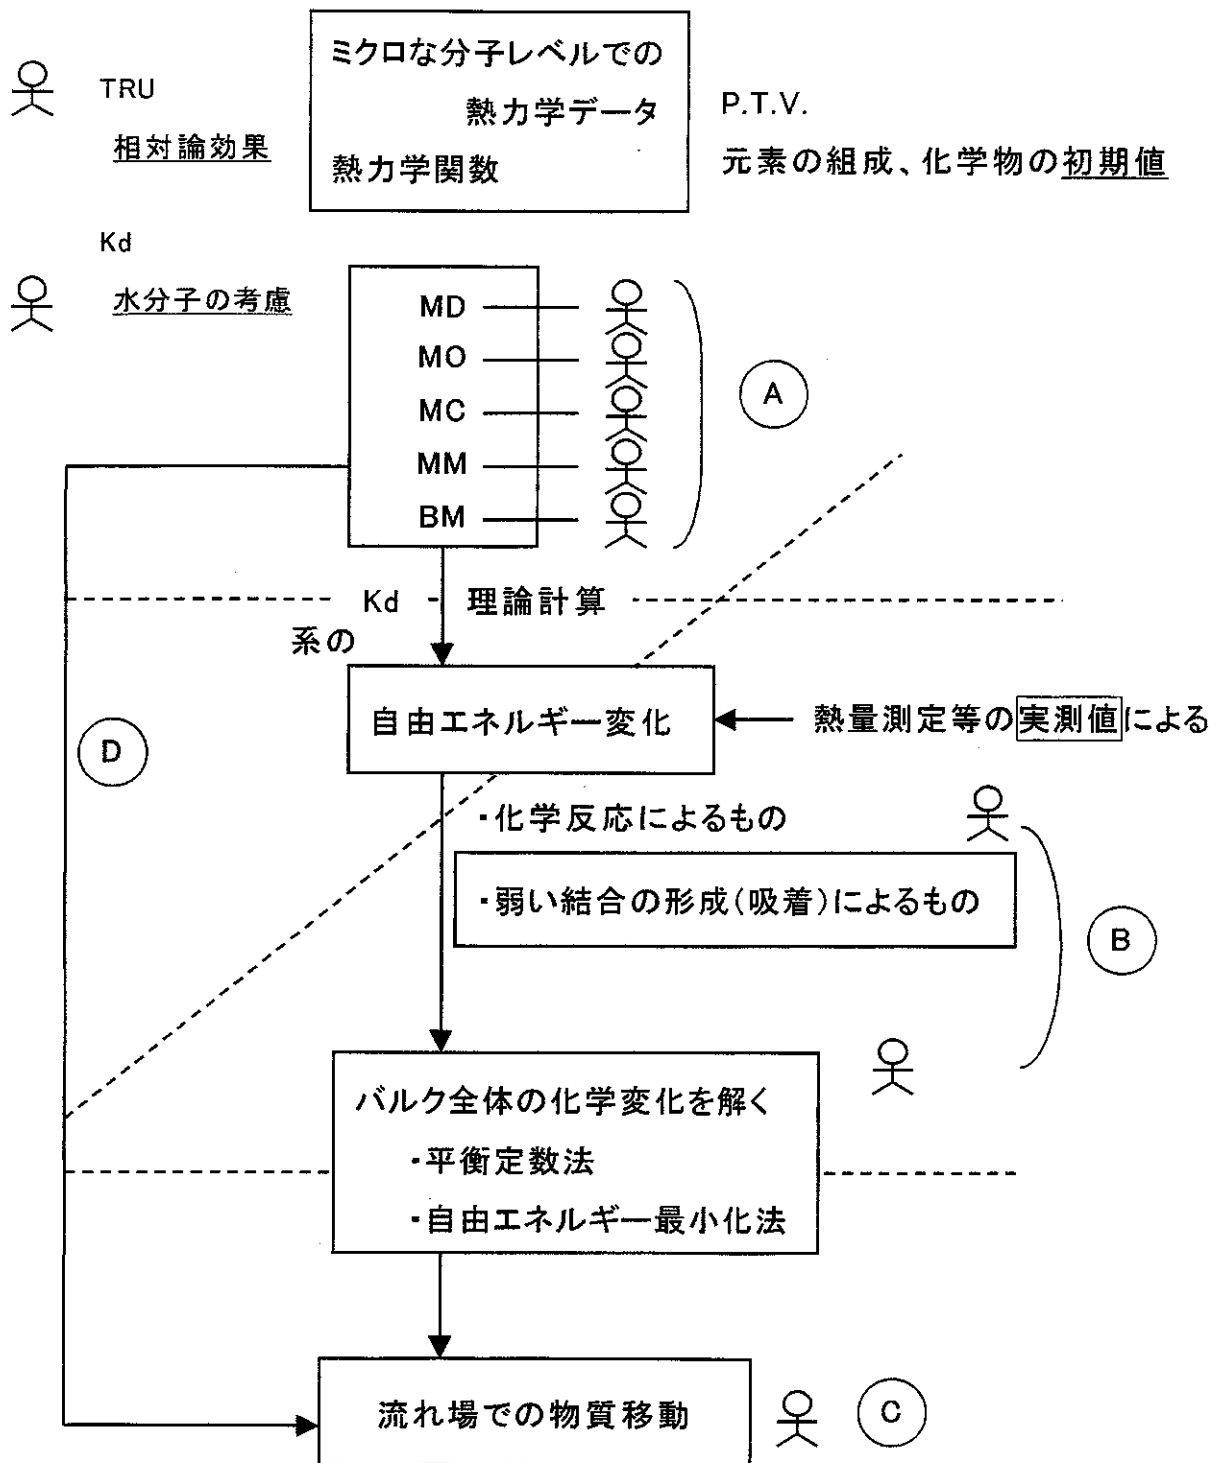 ミクロな分子レベルでの
熱力学データ
熱力学関数
TRU
相対論効果
P.T.V.
元素の組成、化学物の初期値
Kd
水分子の考慮
MD
MO
MC
MM
BM
A
Kd 理論計算
系の
自由エネルギー変化
熱量測定等の実測値による
D
・化学反応によるもの
・弱い結合の形成(吸着)によるもの
B
バルク全体の化学変化を解く
・平衡定数法
・自由エネルギー最小化法
流れ場での物質移動
C